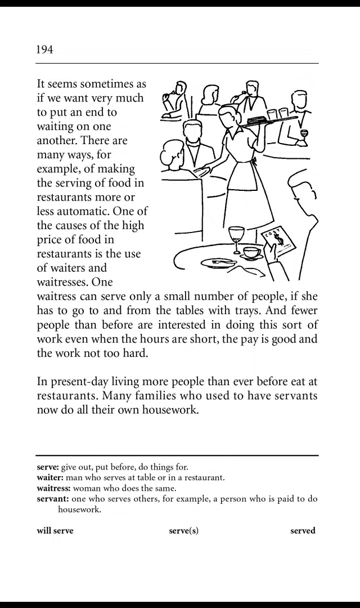 194
It seems sometimes as
if we want very much
to put an end to
waiting on one
another. There are
many ways, for
example, of making
the serving of food in
restaurants more or
less automatic. One of
the causes of the high
price of food in
restaurants is the use
of waiters and
waitresses. One
waitress can serve only a small number of people, if she
has to go to and from the tables with trays. And fewer
people than before are interested in doing this sort of
work even when the hours are short, the pay is good and
the work not too hard.
In present-day living more people than ever before eat at
restaurants. Many families who used to have servants
now do all their own housework.
serve: give out, put before, do things for.
waiter: man who serves at table or in a restaurant.
waitress: woman who does the same.
servant: one who serves others, for example, a person who is paid to do
housework.
will serve serve(s) served